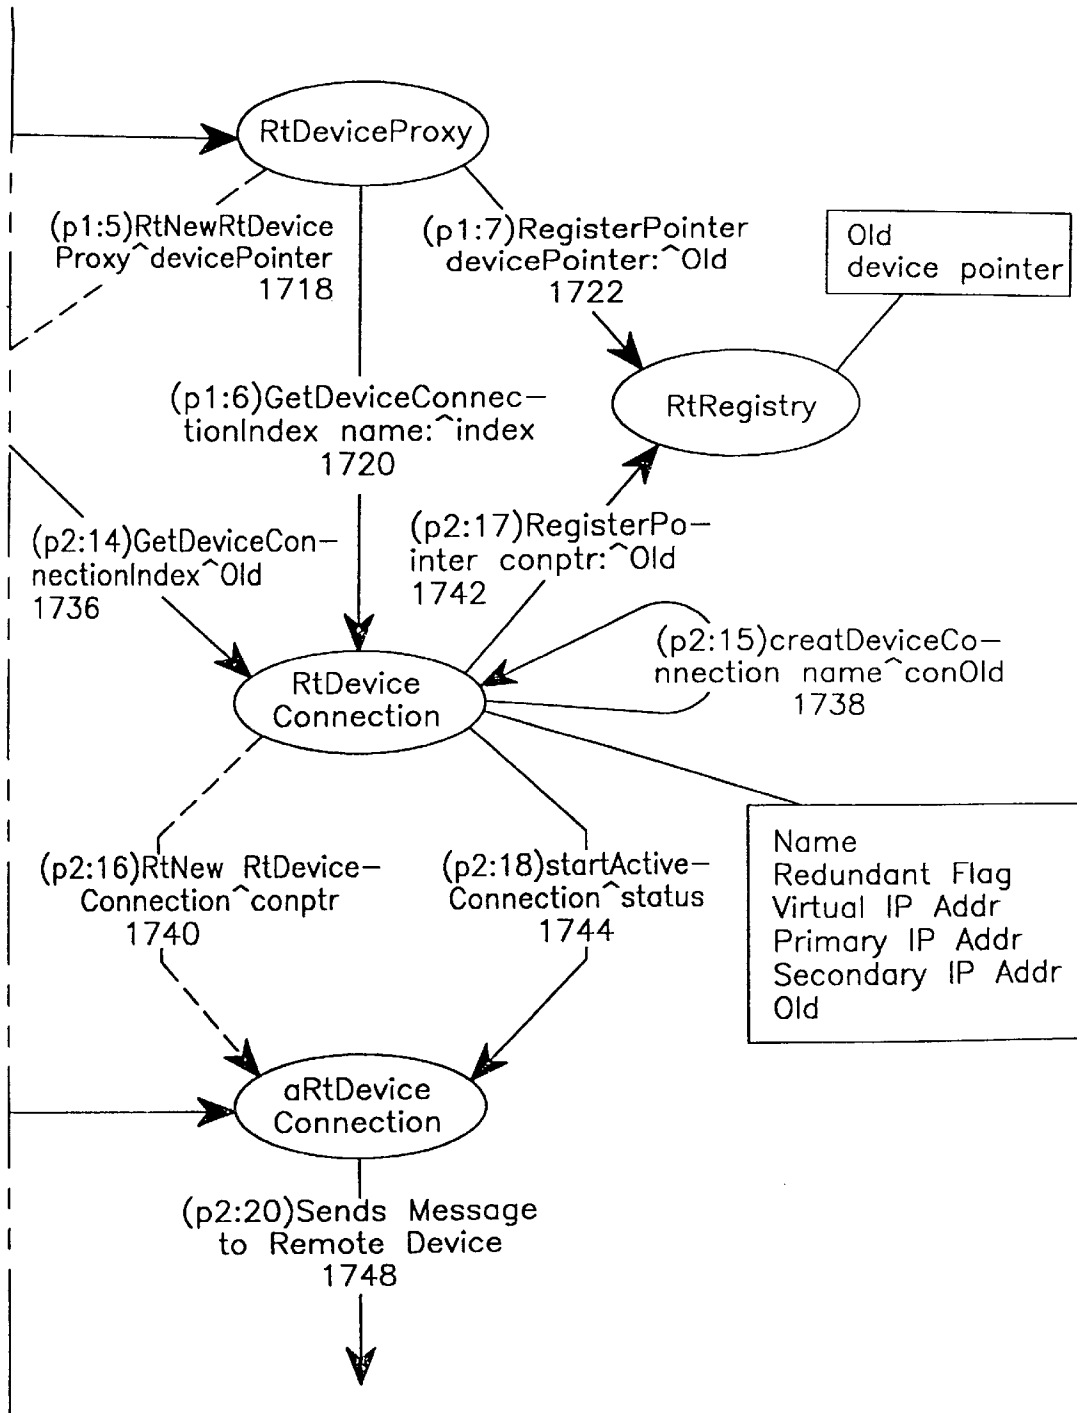 RtDeviceProxy
(p1:5)RtNewRtDevice
Proxy^devicePointer
1718
(p1:7)RegisterPointer
devicePointer:^Old
1722
Old
device pointer
(p1:6)GetDeviceConnec-
tionIndex name:^index
1720
RtRegistry
(p2:14)GetDeviceCon-
nectionIndex^Old
1736
(p2:17)RegisterPo-
inter conptr:^Old
1742
(p2:15)creatDeviceCo-
nnection name^conOld
1738
RtDevice
Connection
(p2:16)RtNew RtDevice-
Connection^conptr
1740
(p2:18)startActive-
Connection^status
1744
Name
Redundant Flag
Virtual IP Addr
Primary IP Addr
Secondary IP Addr
Old
aRtDevice
Connection
(p2:20)Sends Message
to Remote Device
1748